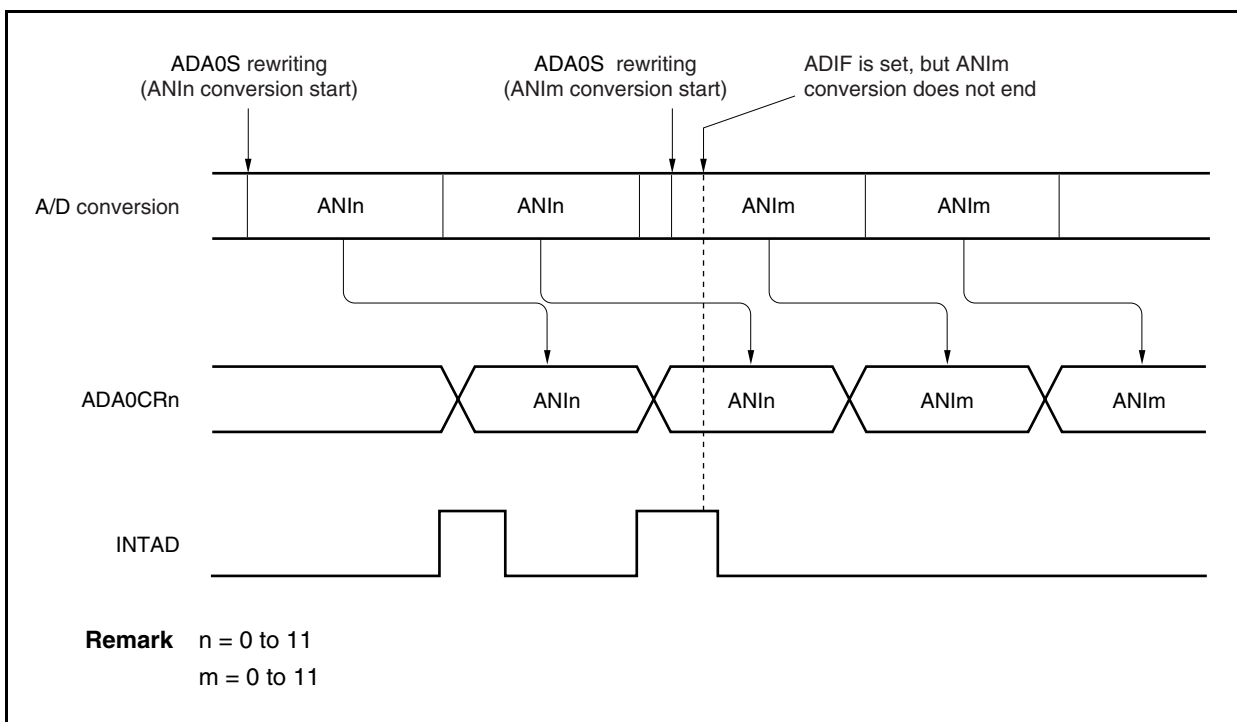 ADA0S rewriting
(ANIn conversion start)
ADA0S rewriting
(ANIm conversion start)
ADIF is set, but ANIm
conversion does not end
A/D conversion
ANIn
ANIn
ANIm
ANIm
ADA0CRn
ANIn
ANIn
ANIm
ANIm
INTAD
Remark n = 0 to 11
m = 0 to 11